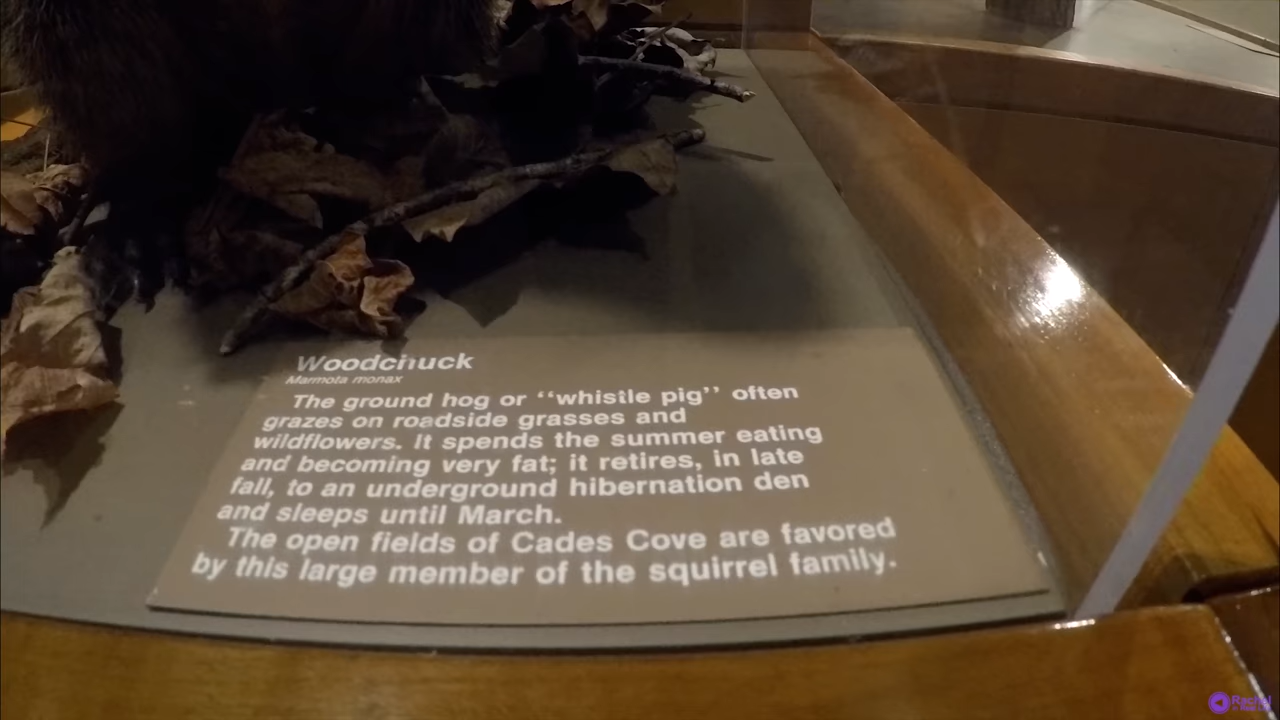 Woodchuck
Marmota monax
The ground hog or “whistle pig” often
grazes on roadside grasses and
wildflowers. It spends the summer eating
and becoming very fat; it retires, in late
fall, to an underground hibernation den
and sleeps until March.
The open fields of Cades Cove are favored
by this large member of the squirrel family.
Rachel